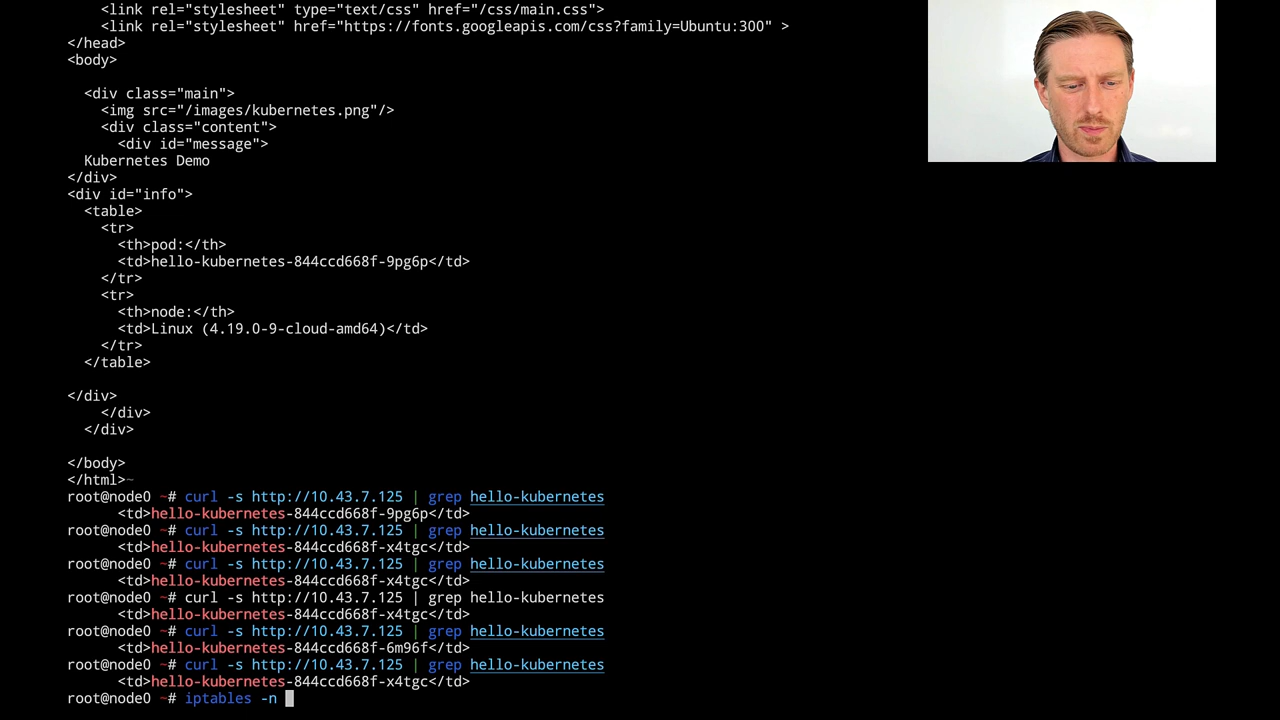 <link rel="stylesheet" type="text/css" href="/css/main.css">
<link rel="stylesheet" href="https://fonts.googleapis.com/css?family=Ubuntu:300" >
</head>
<body>
<div class="main">
<img src="/images/kubernetes.png"/>
<div class="content">
<div id="message">
Kubernetes Demo
</div>
<div id="info">
<table>
<tr>
<th>pod:</th>
<td>hello-kubernetes-844ccd668f-9pg6p</td>
</tr>
<tr>
<th>node:</th>
<td>Linux (4.19.0-9-cloud-amd64)</td>
</tr>
</table>
</div>
</div>
</div>
</body>
</html>~
root@node0 ~# curl -s http://10.43.7.125 | grep hello-kubernetes
<td>hello-kubernetes-844ccd668f-9pg6p</td>
root@node0 ~# curl -s http://10.43.7.125 | grep hello-kubernetes
<td>hello-kubernetes-844ccd668f-x4tgc</td>
root@node0 ~# curl -s http://10.43.7.125 | grep hello-kubernetes
<td>hello-kubernetes-844ccd668f-x4tgc</td>
root@node0 ~# curl -s http://10.43.7.125 | grep hello-kubernetes
<td>hello-kubernetes-844ccd668f-x4tgc</td>
root@node0 ~# curl -s http://10.43.7.125 | grep hello-kubernetes
<td>hello-kubernetes-844ccd668f-6m96f</td>
root@node0 ~# curl -s http://10.43.7.125 | grep hello-kubernetes
<td>hello-kubernetes-844ccd668f-x4tgc</td>
root@node0 ~# iptables -n